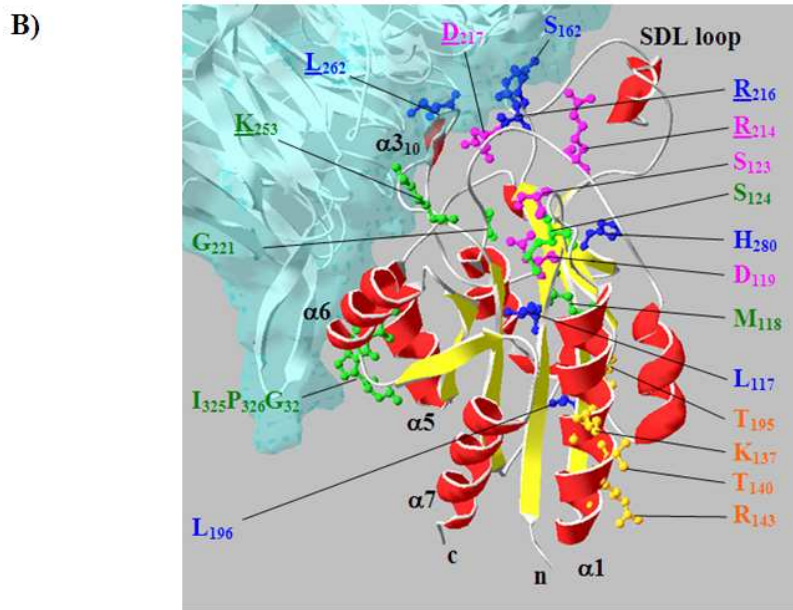 B)
D217 S162 SDL loop
L262
R216
K253 α310 R214
S123
S124
G221 H280
D119
α6 M118
L117
I325P326G32 α5 T195
K137
α7 T140
L196 R143
c n α1